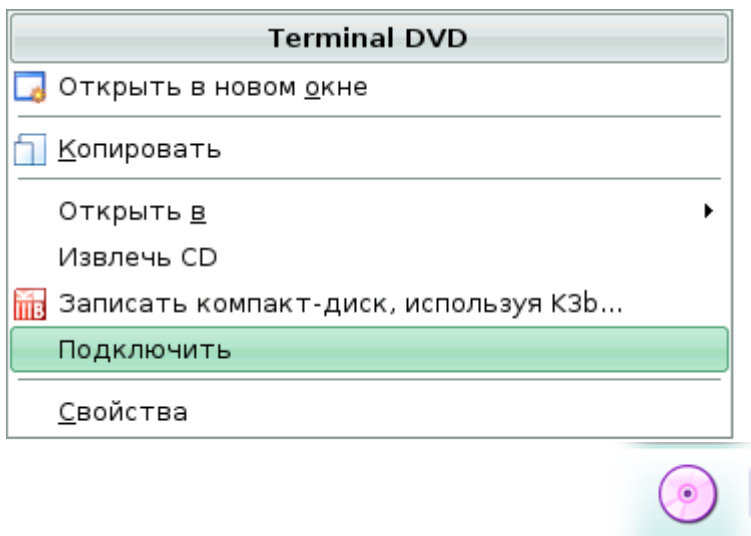 Terminal DVD
Открыть в новом окне
Копировать
Открыть в
Извлечь CD
Записать компакт-диск, используя K3b...
Подключить
Свойства